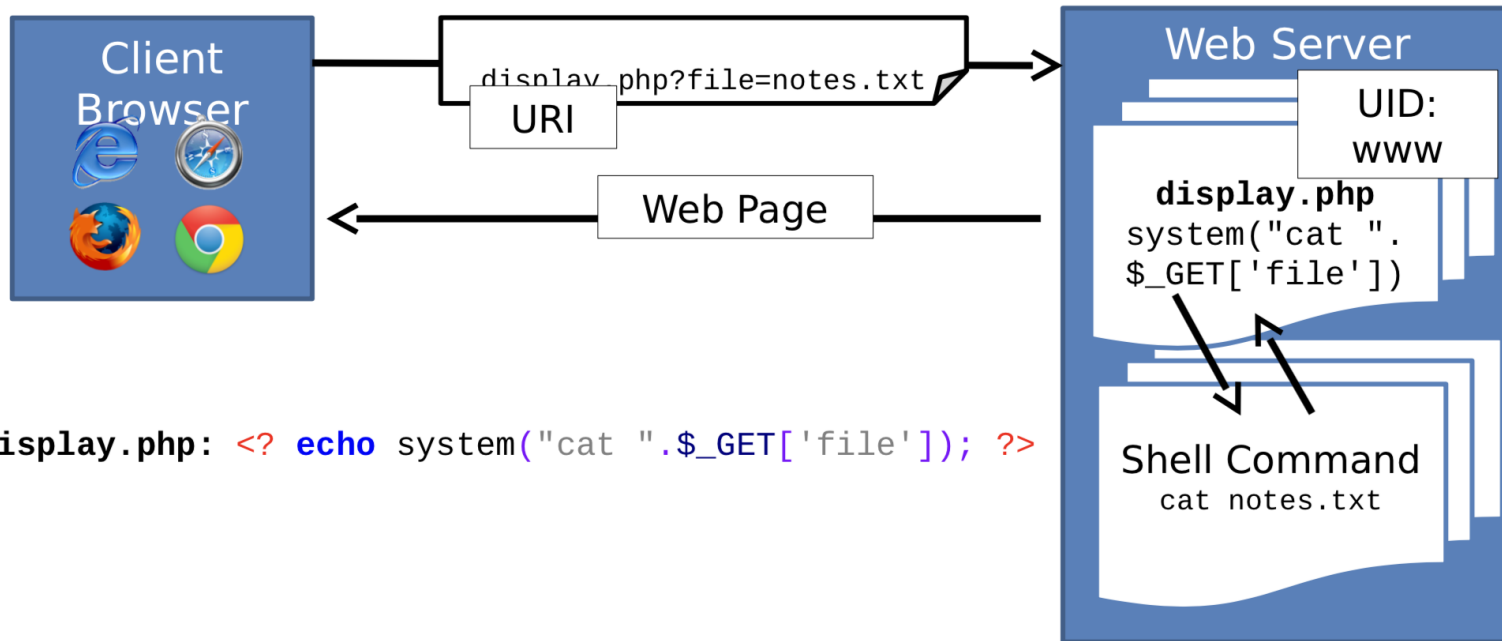 Client
Browser
display.php?file=notes.txt
URI
Web Page
Web Server
UID:
www
display.php
system("cat ".
$_GET['file'])
isplay.php: <? echo system("cat ".$_GET['file']); ?>
Shell Command
cat notes.txt